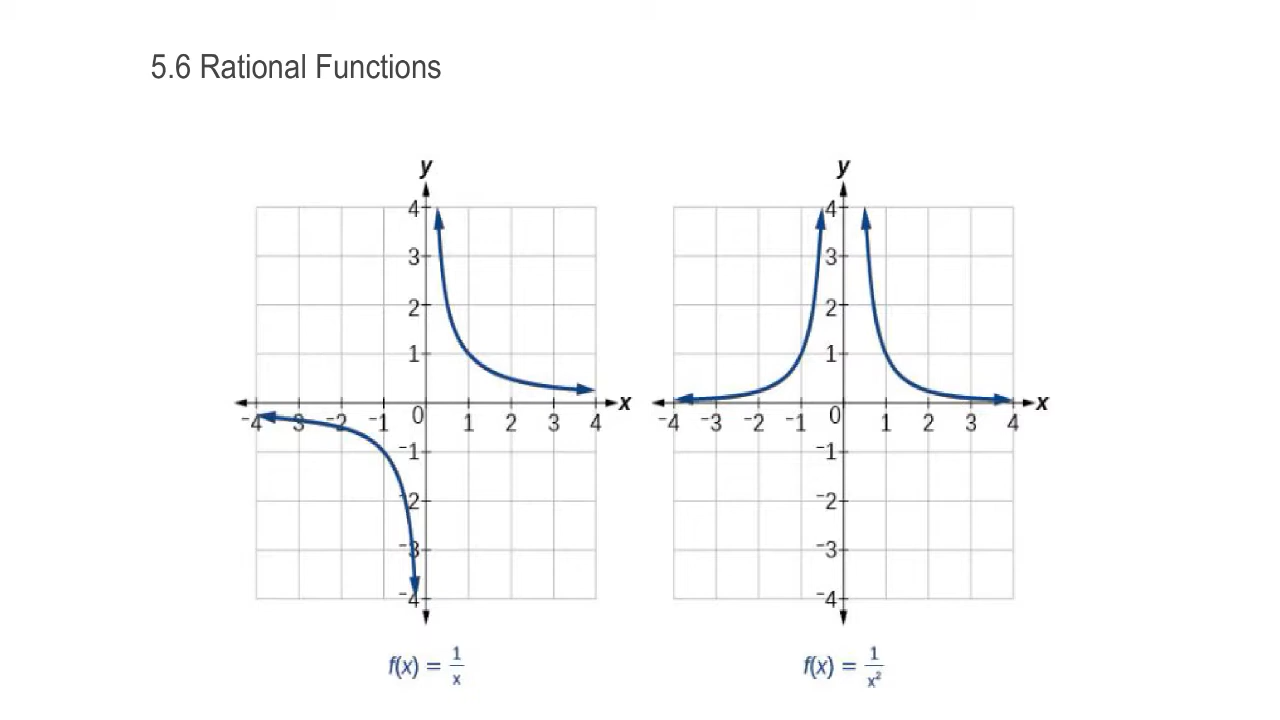 5.6 Rational Functions
y
4
3
2
1
-4 -3 -2 -1 0 1 2 3 4 x
-1
-2
-3
-4
f(x) = 1/x
y
4
3
2
1
-4 -3 -2 -1 0 1 2 3 4 x
-1
-2
-3
-4
f(x) = 1/x²